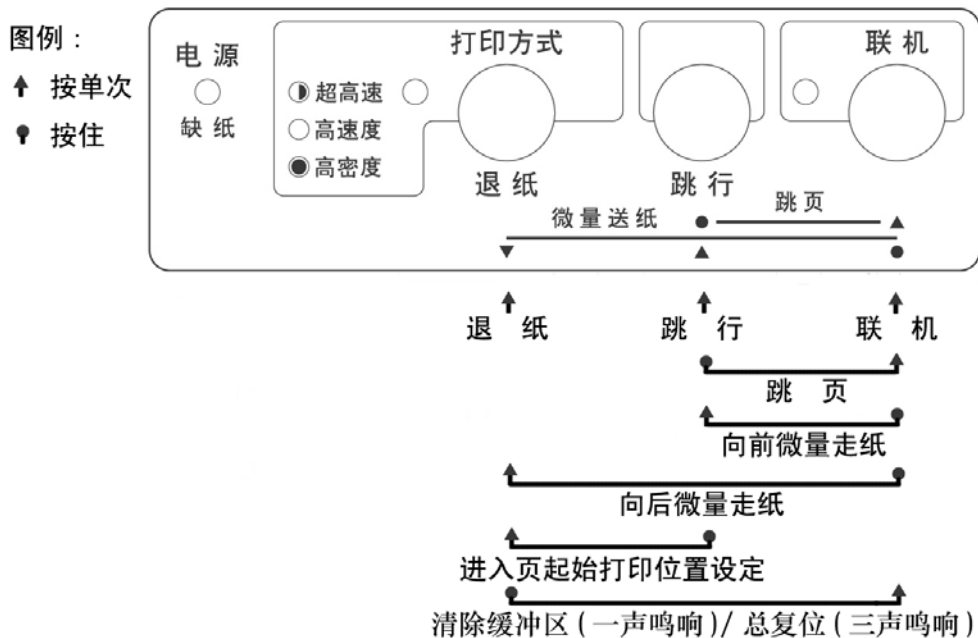 图例：
按单次
按住
电源
缺纸
打印方式
超高速
高速度
高密度
退纸
跳行
联机
跳页
微量送纸
退 纸
跳 行
联 机
跳 页
向前微量走纸
向后微量走纸
进入页起始打印位置设定
清除缓冲区(一声鸣响)/ 总复位(三声鸣响)